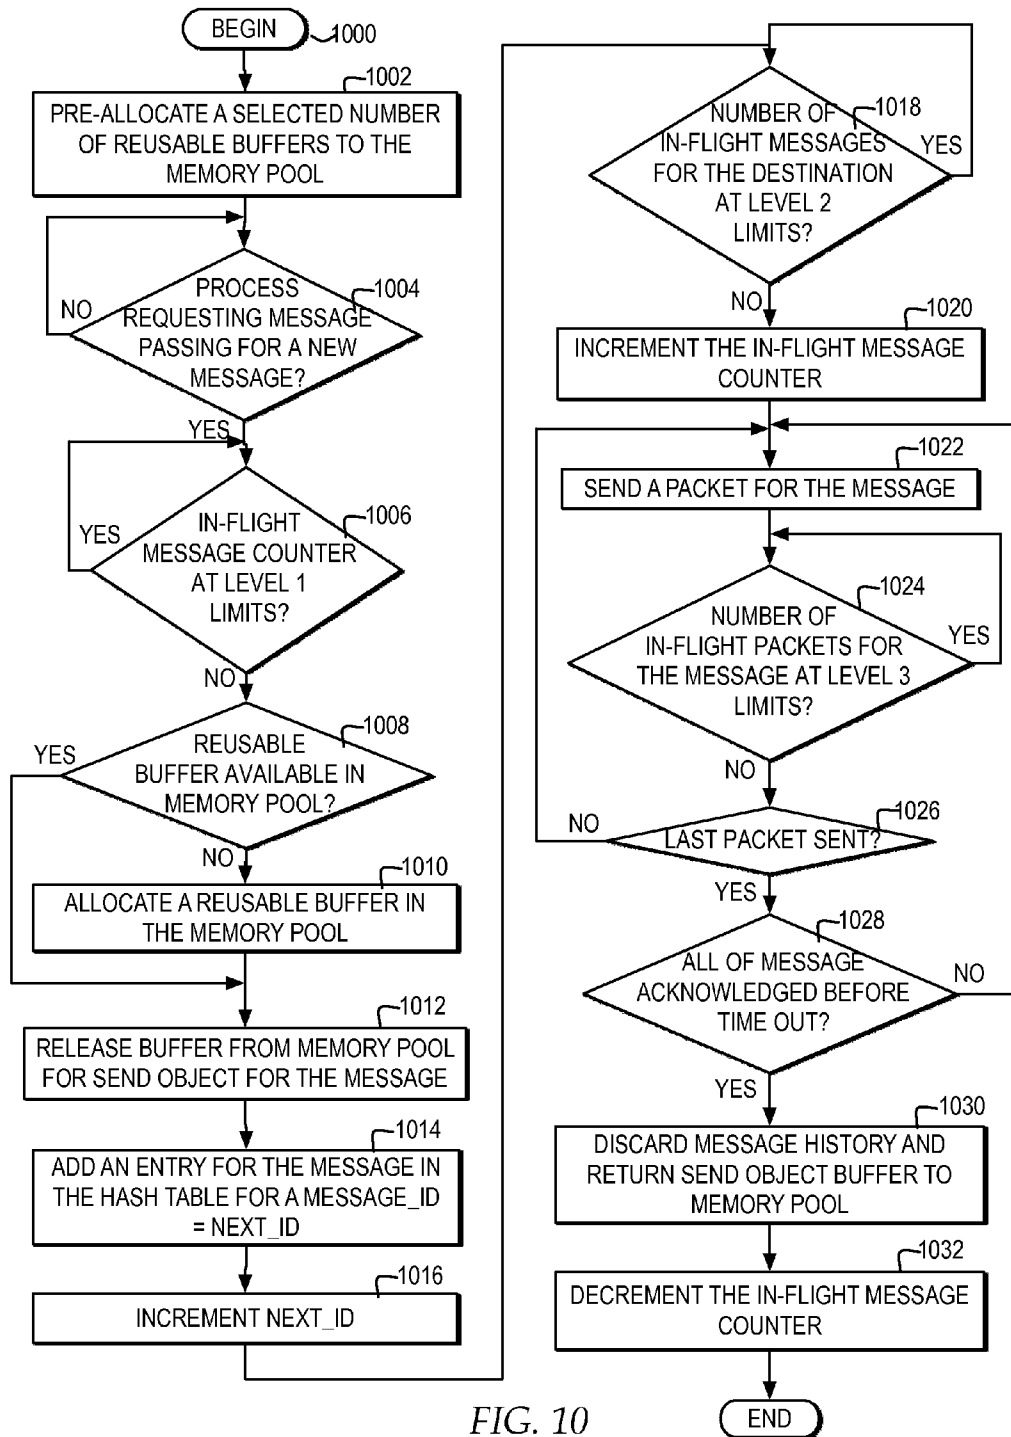 BEGIN
1000
1002
PRE-ALLOCATE A SELECTED NUMBER
OF REUSABLE BUFFERS TO THE
MEMORY POOL
1004
PROCESS
REQUESTING MESSAGE
PASSING FOR A NEW
MESSAGE?
NO
YES
1006
IN-FLIGHT
MESSAGE COUNTER
AT LEVEL 1
LIMITS?
YES
NO
1008
REUSABLE
BUFFER AVAILABLE IN
MEMORY POOL?
YES
NO
1010
ALLOCATE A REUSABLE BUFFER IN
THE MEMORY POOL
1012
RELEASE BUFFER FROM MEMORY POOL
FOR SEND OBJECT FOR THE MESSAGE
1014
ADD AN ENTRY FOR THE MESSAGE IN
THE HASH TABLE FOR A MESSAGE_ID
= NEXT_ID
1016
INCREMENT NEXT_ID
1018
NUMBER OF
IN-FLIGHT MESSAGES
FOR THE DESTINATION
AT LEVEL 2
LIMITS?
YES
NO
1020
INCREMENT THE IN-FLIGHT MESSAGE
COUNTER
1022
SEND A PACKET FOR THE MESSAGE
1024
NUMBER OF
IN-FLIGHT PACKETS FOR
THE MESSAGE AT LEVEL 3
LIMITS?
YES
NO
1026
LAST PACKET SENT?
NO
YES
1028
ALL OF MESSAGE
ACKNOWLEDGED BEFORE
TIME OUT?
NO
YES
1030
DISCARD MESSAGE HISTORY AND
RETURN SEND OBJECT BUFFER TO
MEMORY POOL
1032
DECREMENT THE IN-FLIGHT MESSAGE
COUNTER
END
FIG. 10